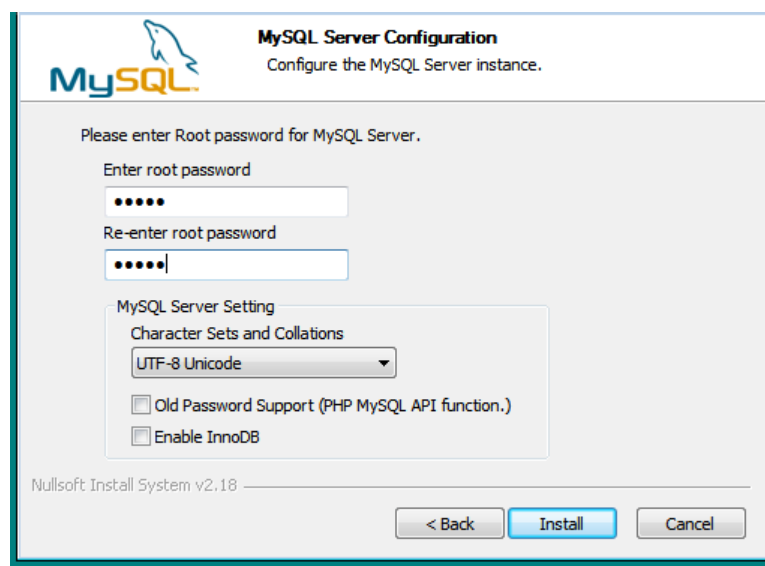 MySQL Server Configuration
Configure the MySQL Server instance.
MySQL
Please enter Root password for MySQL Server.
Enter root password
•••••
Re-enter root password
•••••
MySQL Server Setting
Character Sets and Collations
UTF-8 Unicode
Old Password Support (PHP MySQL API function.)
Enable InnoDB
Nullsoft Install System v2.18
< Back Install Cancel